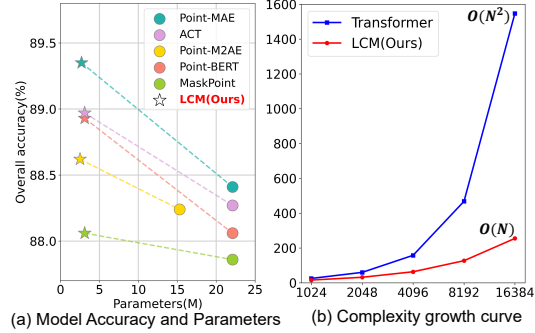 Point-MAE
ACT
Point-M2AE
Point-BERT
MaskPoint
LCM(Ours)
Overall accuracy(%)
89.5
89.0
88.5
88.0
0 5 10 15 20 25
Parameters(M)
(a) Model Accuracy and Parameters
Transformer
LCM(Ours)
O(N²)
O(N)
1600
1400
1200
1000
800
600
400
200
0
1024 2048 4096 8192 16384
(b) Complexity growth curve